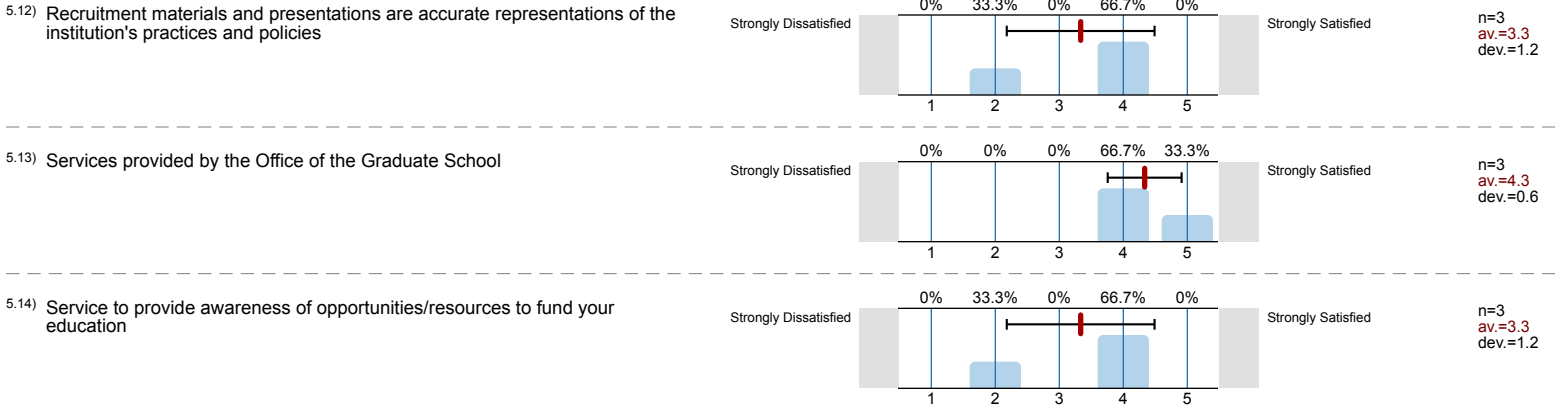 0% 33.3% 0% 66.7% 0%
5.12) Recruitment materials and presentations are accurate representations of the
institution's practices and policies
Strongly Dissatisfied
Strongly Satisfied
n=3
av.=3.3
dev.=1.2
1 2 3 4 5
0% 0% 0% 66.7% 33.3%
5.13) Services provided by the Office of the Graduate School
Strongly Dissatisfied
Strongly Satisfied
n=3
av.=4.3
dev.=0.6
1 2 3 4 5
0% 33.3% 0% 66.7% 0%
5.14) Service to provide awareness of opportunities/resources to fund your
education
Strongly Dissatisfied
Strongly Satisfied
n=3
av.=3.3
dev.=1.2
1 2 3 4 5